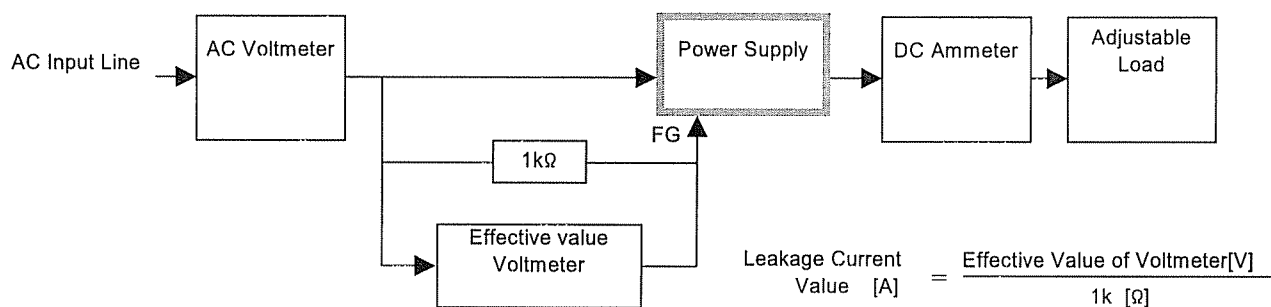 AC Input Line
AC Voltmeter
Power Supply
DC Ammeter
Adjustable
Load
FG
1kΩ
Effective value
Voltmeter
Leakage Current
Value [A]
=
Effective Value of Voltmeter[V]
1k [Ω]